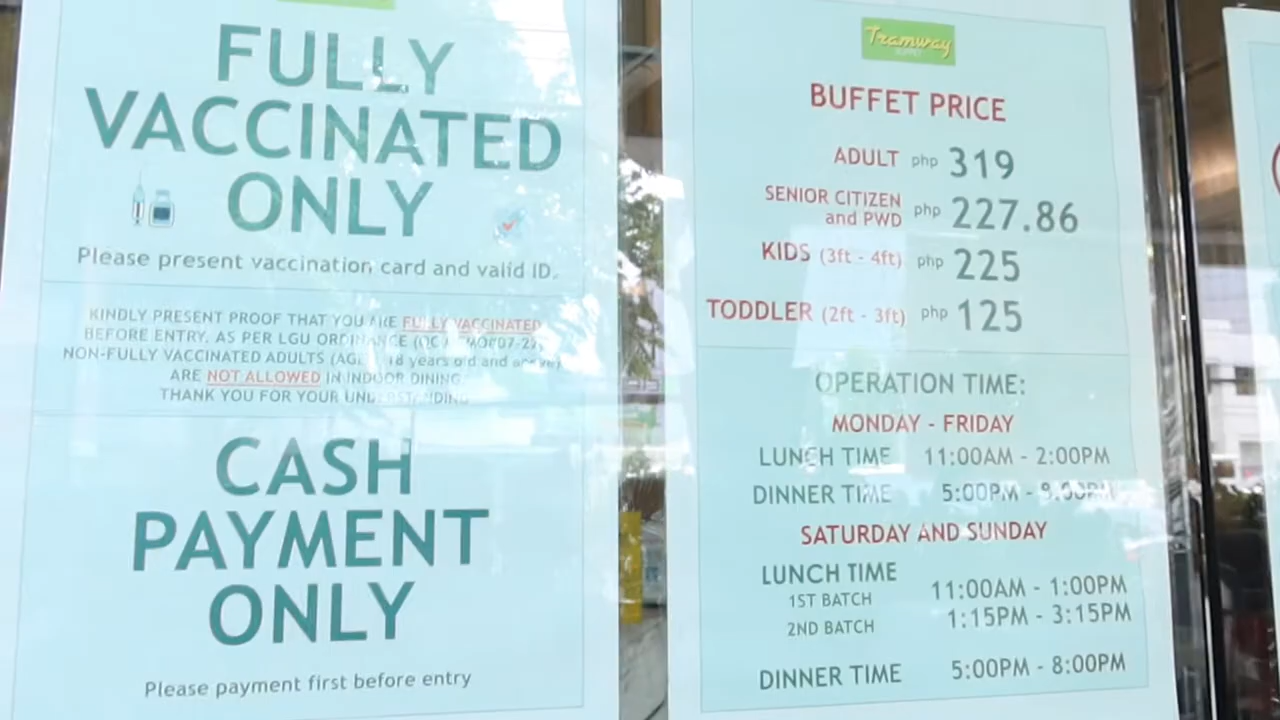 FULLY
VACCINATED
ONLY
Please present vaccination card and valid ID.
KINDLY PRESENT PROOF THAT YOU ARE FULLY VACCINATED
BEFORE ENTRY. AS PER LGU ORDINANCE
NON-FULLY VACCINATED ADULTS (AGE 18 years old and above)
ARE NOT ALLOWED IN INDOOR DINING.
THANK YOU FOR YOUR UNDERSTANDING
CASH
PAYMENT
ONLY
Please payment first before entry
Tramway
BUFFET
BUFFET PRICE
ADULT php 319
SENIOR CITIZEN
and PWD php 227.86
KIDS (3ft - 4ft) php 225
TODDLER (2ft - 3ft) php 125
OPERATION TIME:
MONDAY - FRIDAY
LUNCH TIME 11:00AM - 2:00PM
DINNER TIME 5:00PM - 9:00PM
SATURDAY AND SUNDAY
LUNCH TIME
1ST BATCH 11:00AM - 1:00PM
2ND BATCH 1:15PM - 3:15PM
DINNER TIME 5:00PM - 8:00PM